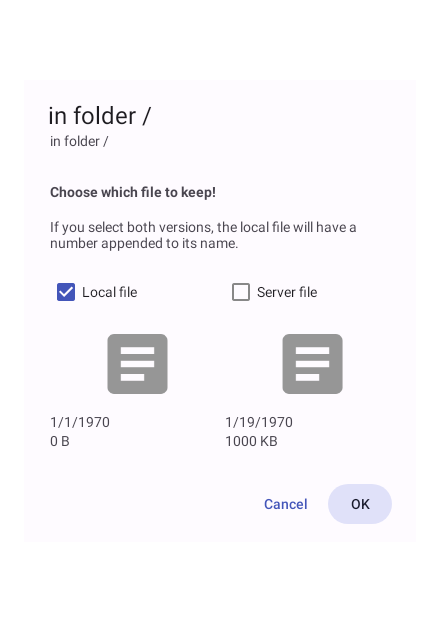 in folder /
in folder /
Choose which file to keep!
If you select both versions, the local file will have a
number appended to its name.
Local file
Server file
1/1/1970
0 B
1/19/1970
1000 KB
Cancel
OK